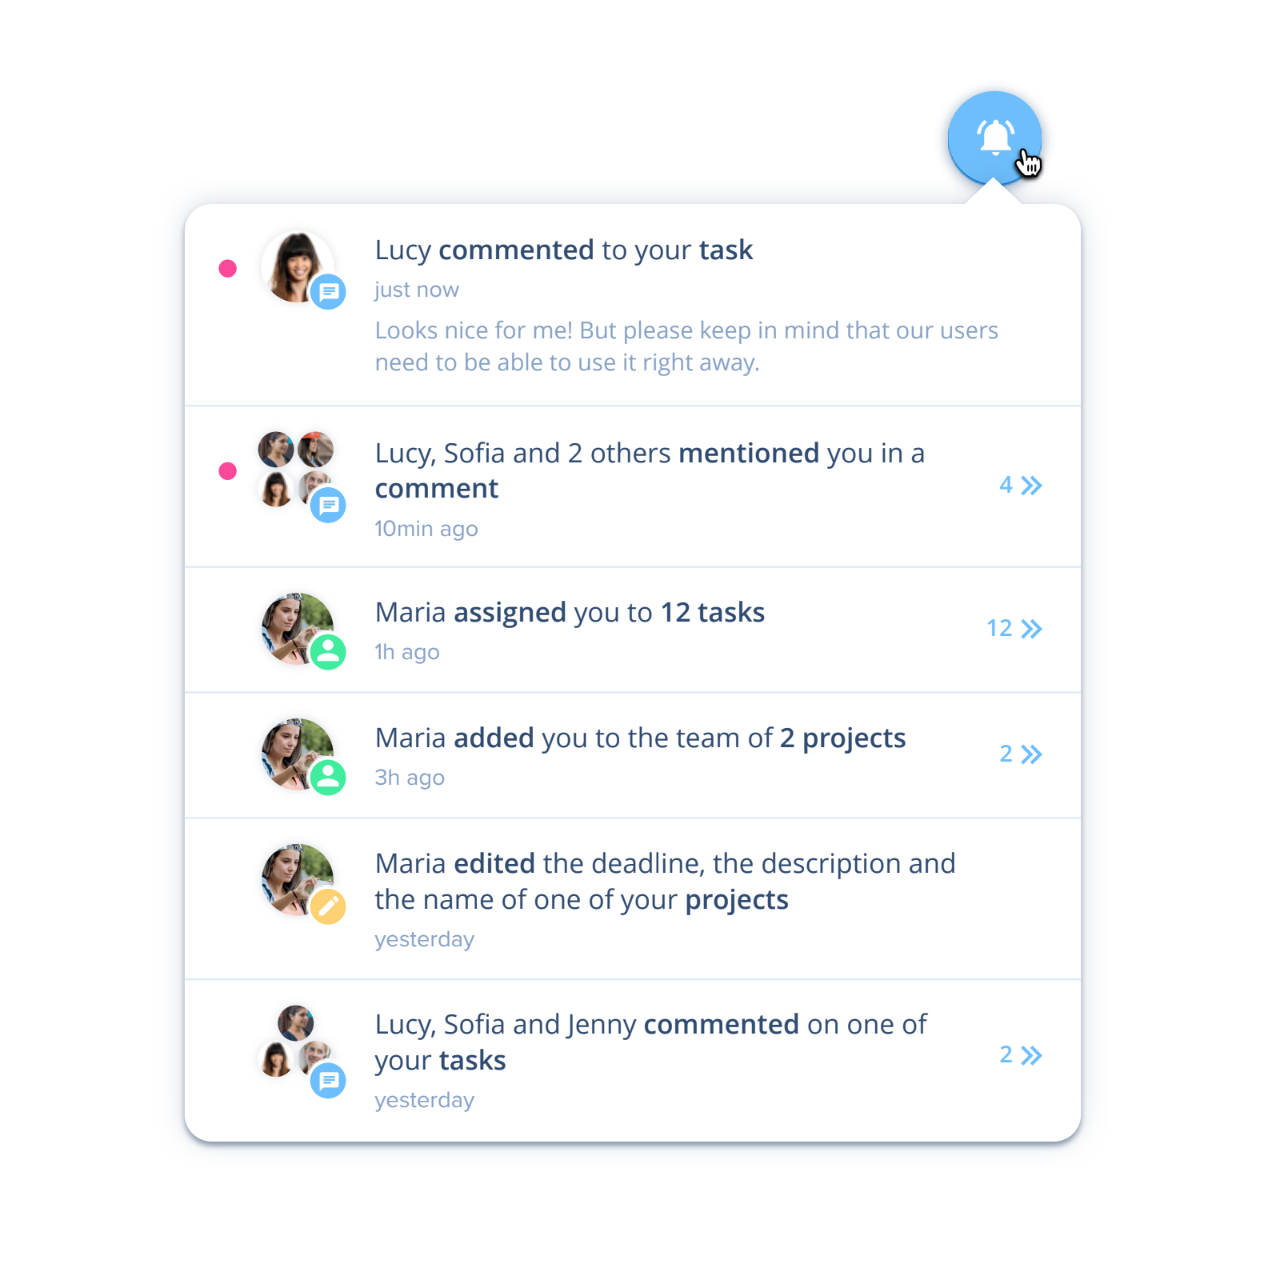 Lucy commented to your task
just now
Looks nice for me! But please keep in mind that our users
need to be able to use it right away.
Lucy, Sofia and 2 others mentioned you in a
comment
4
10min ago
Maria assigned you to 12 tasks
12
1h ago
Maria added you to the team of 2 projects
2
3h ago
Maria edited the deadline, the description and
the name of one of your projects
yesterday
Lucy, Sofia and Jenny commented on one of
your tasks
2
yesterday